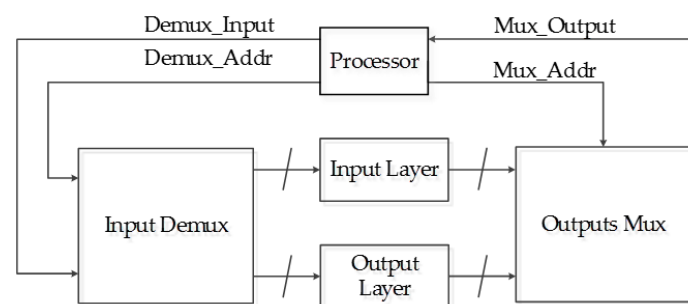 Demux_Input
Mux_Output
Demux_Addr
Processor
Mux_Addr
Input Layer
Input Demux
Outputs Mux
Output
Layer